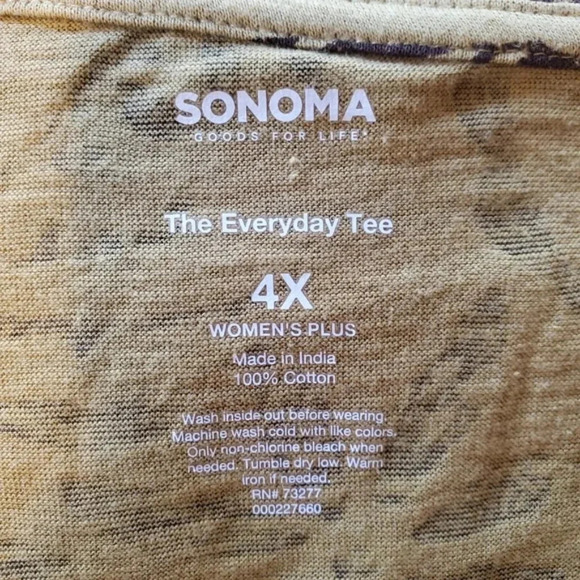 SONOMA
GOODS FOR LIFE®
The Everyday Tee
4X
WOMEN'S PLUS
Made in India
100% Cotton
Wash inside out before wearing.
Machine wash cold with like colors.
Only non-chlorine bleach when
needed. Tumble dry low. Warm
iron if needed.
RN# 73277
000227660